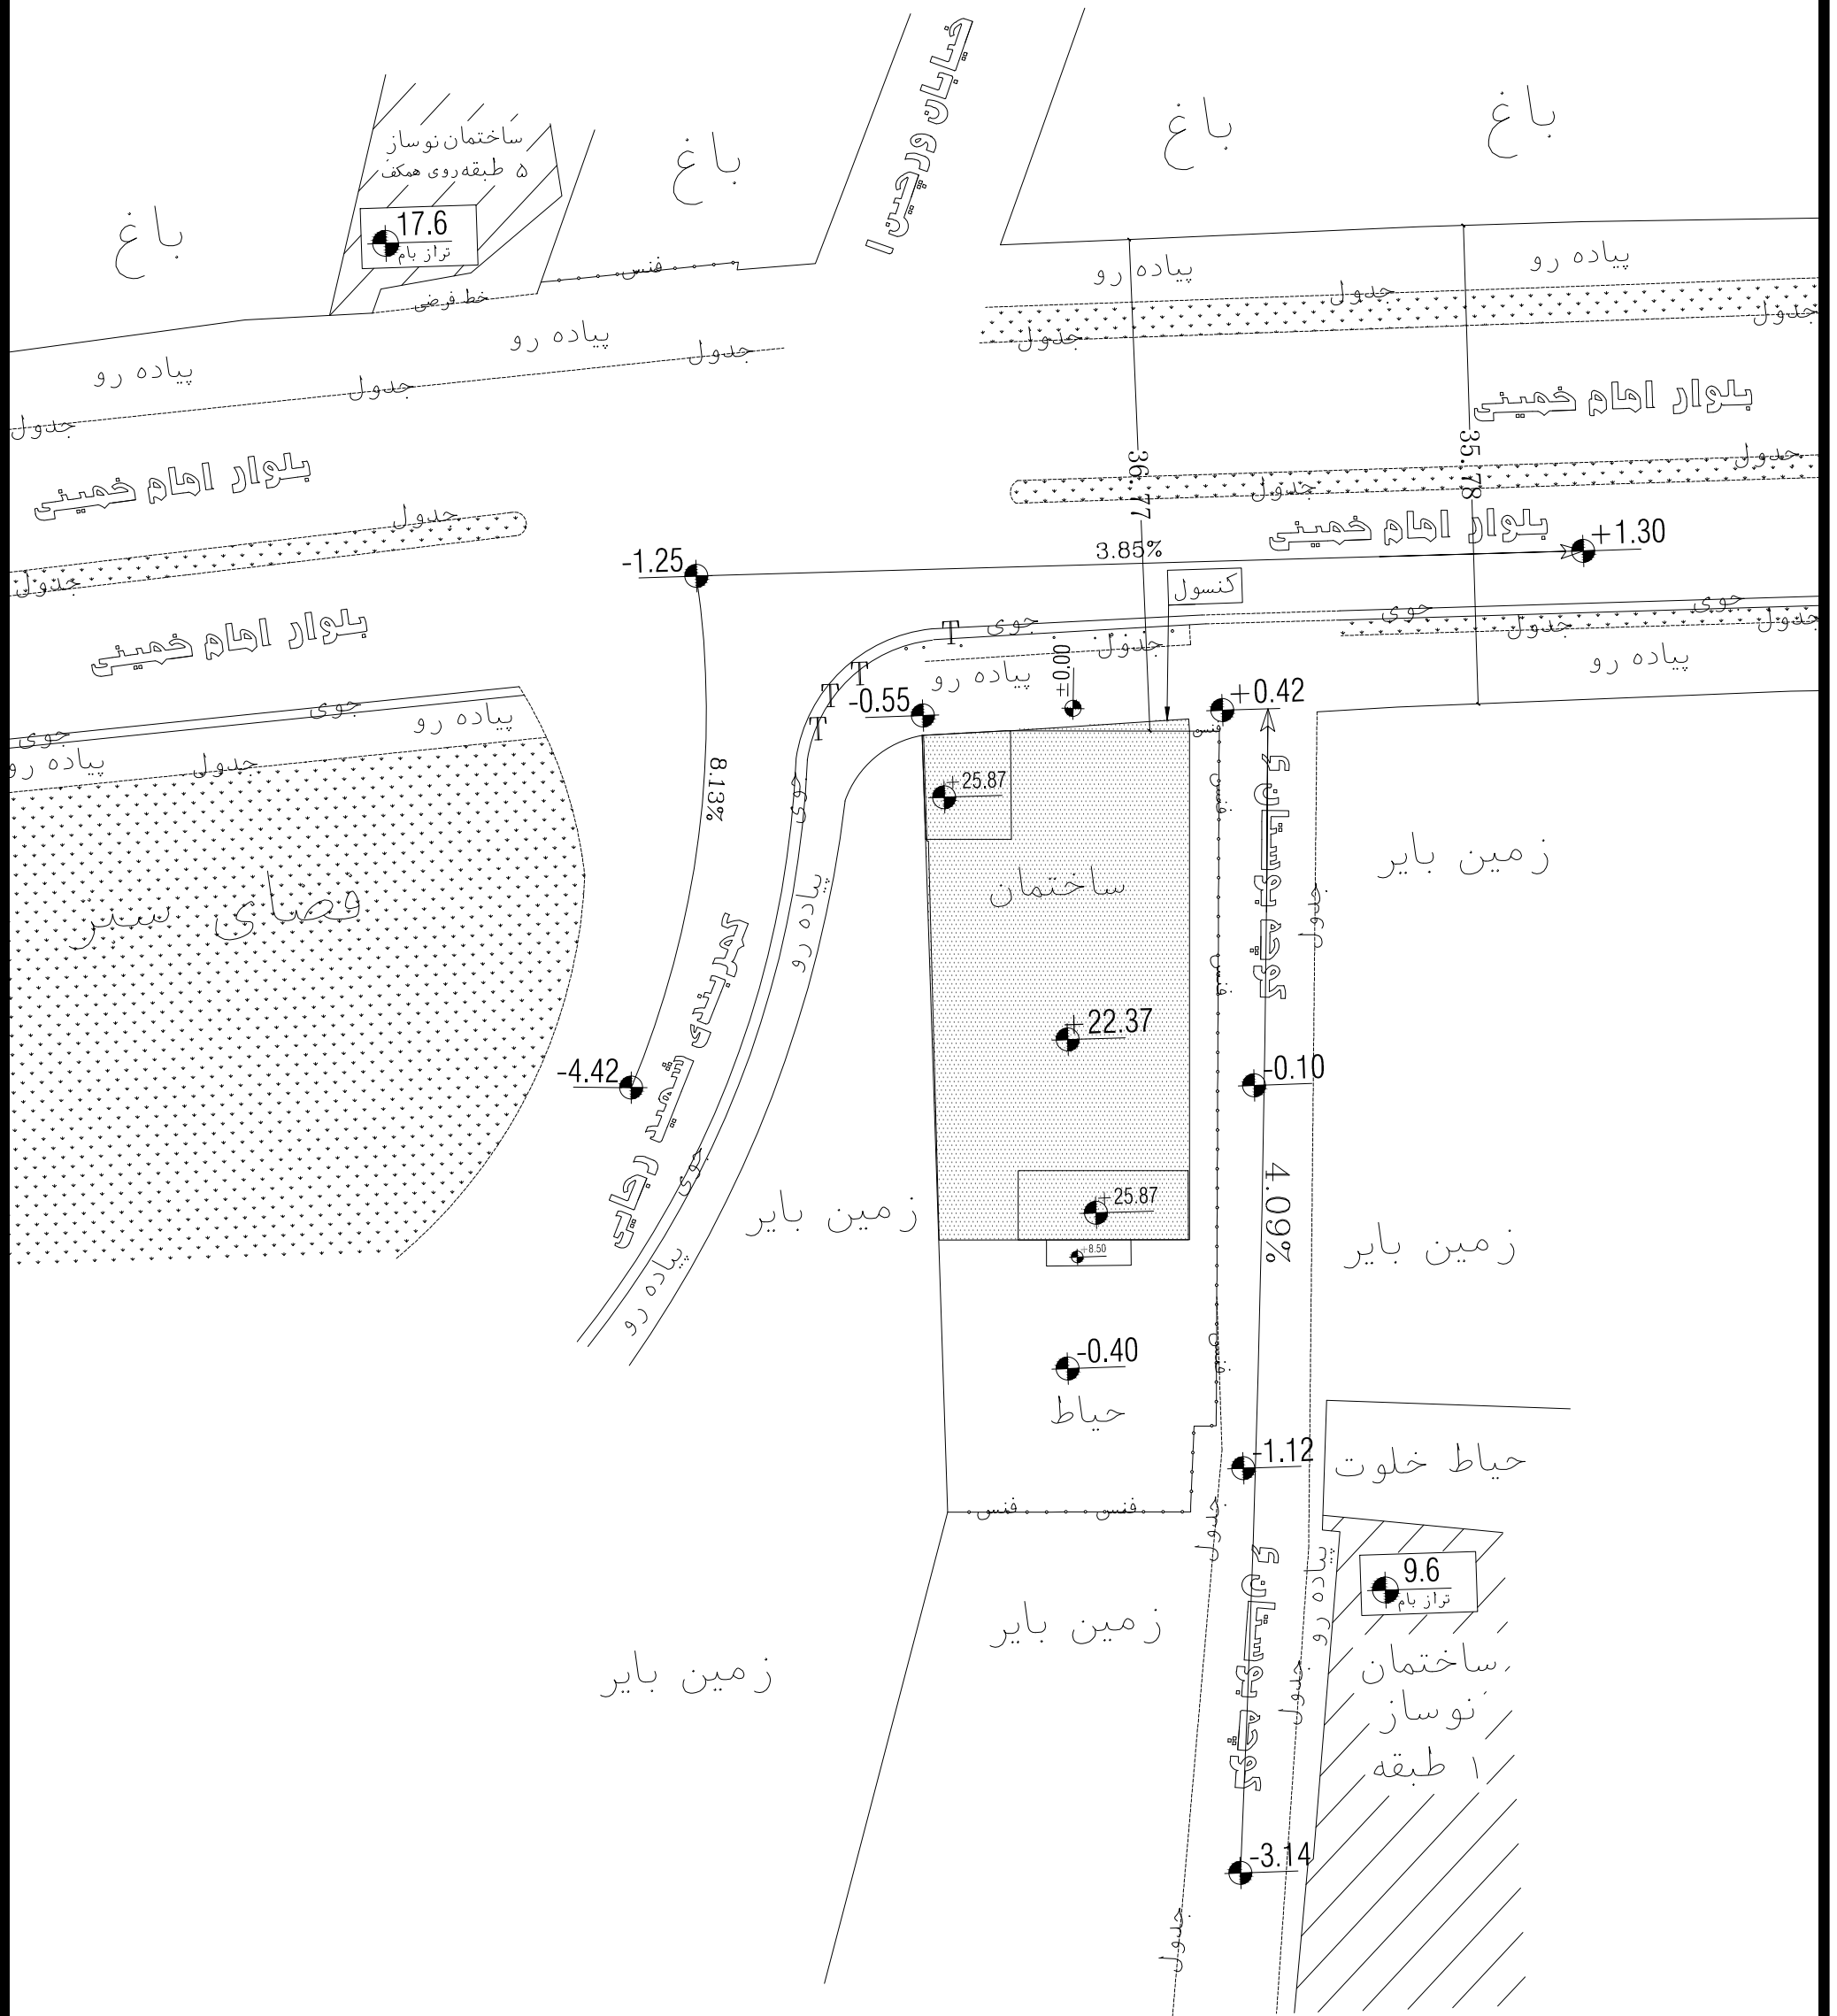 خیابان ورچین ۱
باغ
باغ
باغ
باغ
ساختمان نوساز
۵ طبقه روی همکف
17.6
تراز بام
فنس
خط فرضی
پیاده رو
پیاده رو
پیاده رو
پیاده رو
جدول
جدول
جدول
جدول
جدول
جدول
جدول
بلوار امام خمینی
بلوار امام خمینی
36.77
35.78
جدول
جدول
جدول
جدول
بلوار امام خمینی
بلوار امام خمینی
-1.25
3.85%
+1.30
کنسول
جوی
جوی
جوی
جدول
جدول
جدول
T
T
T
T
پیاده رو
پیاده رو
±0.00
-0.55
+0.42
جوی
جوی
پیاده رو
پیاده رو
جدول
فضای سبز
8.13%
جوی
پیاده رو
کمربندی شهید رجایی
-4.42
جوی
پیاده رو
فنس
فنس
فنس
فنس
+25.87
ساختمان
+22.37
+25.87
+8.50
-0.40
حیاط
فنس
فنس
کوچه بوستان ۶
جدول
-0.10
4.09%
زمین بایر
زمین بایر
زمین بایر
زمین بایر
زمین بایر
-1.12
حیاط خلوت
جدول
پیاده رو
کوچه بوستان ۶
جدول
9.6
تراز بام
ساختمان
نوساز
۱ طبقه
-3.14
جدول